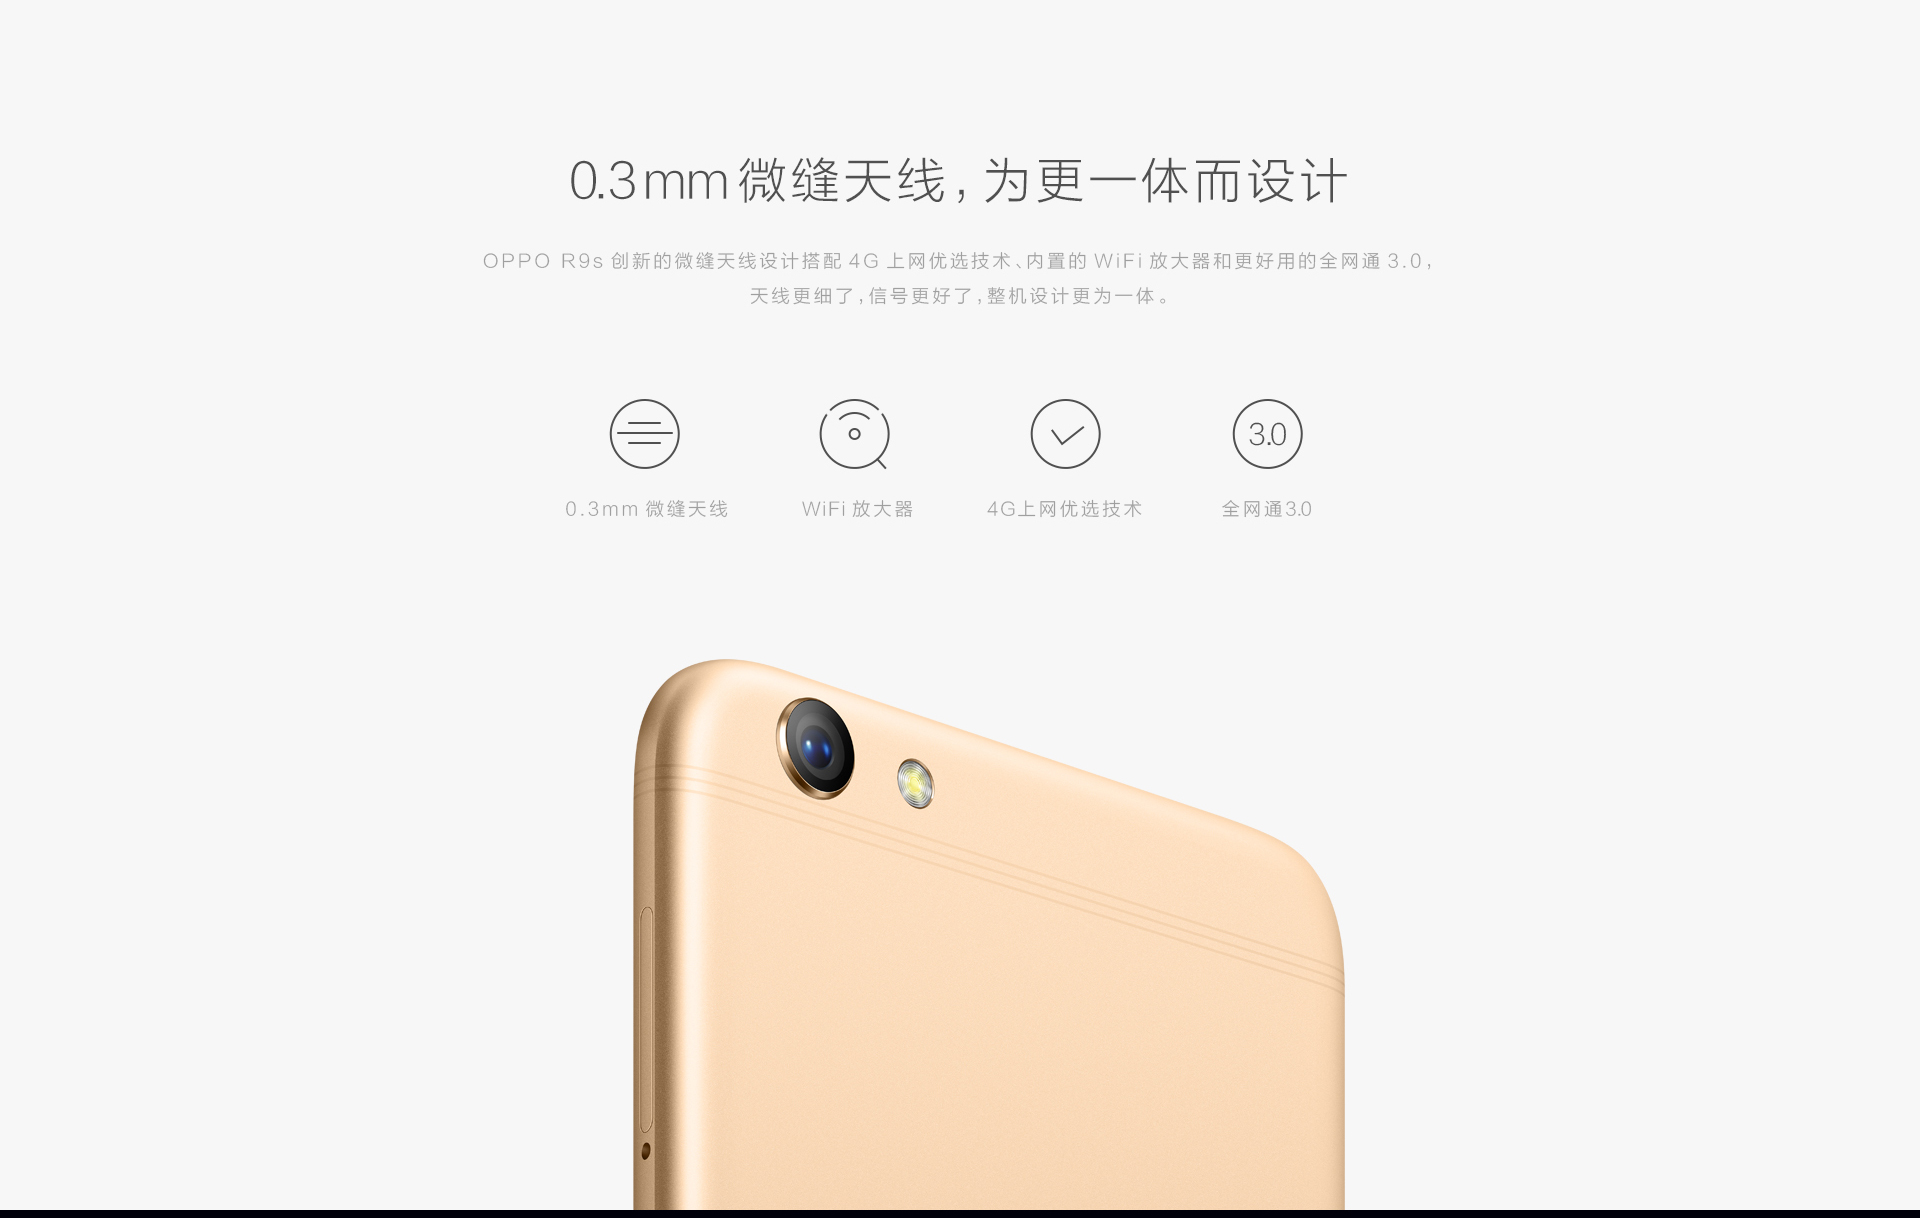 0.3mm 微缝天线，为更一体而设计
OPPO R9s 创新的微缝天线设计搭配 4G 上网优选技术、内置的 WiFi 放大器和更好用的全网通 3.0，
天线更细了，信号更好了，整机设计更为一体。
3.0
0.3mm 微缝天线
WiFi 放大器
4G上网优选技术
全网通3.0